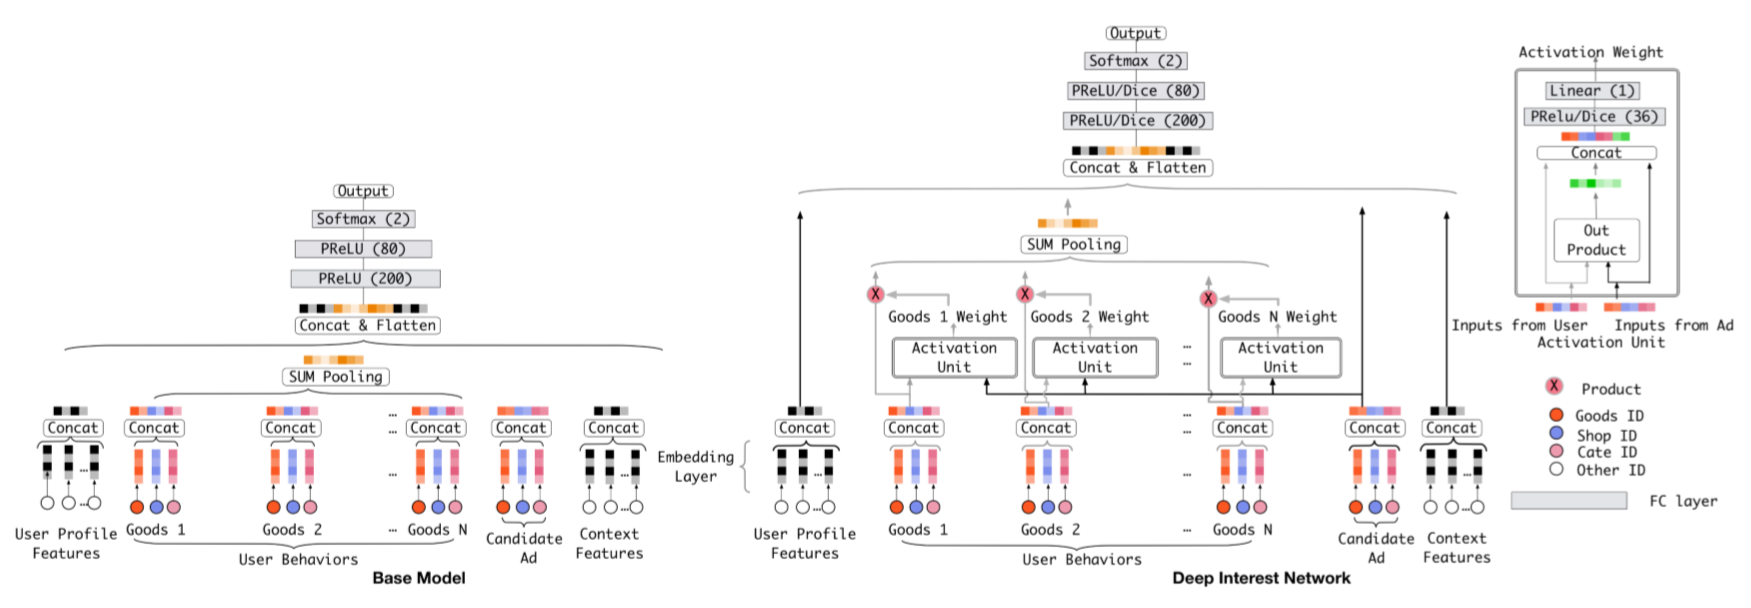 Output
Softmax (2)
PReLU (80)
PReLU (200)
Concat & Flatten
SUM Pooling
Concat
Concat
Concat
...
...
Concat
Concat
Concat
...
...
...
User Profile
Features
Goods 1
Goods 2
...
Goods N
Candidate
Ad
Context
Features
User Behaviors
Base Model
Output
Softmax (2)
PReLU/Dice (80)
PReLU/Dice (200)
Concat & Flatten
SUM Pooling
X
X
X
Goods 1 Weight
Goods 2 Weight
Goods N Weight
Activation
Unit
Activation
Unit
...
...
Activation
Unit
Embedding
Layer
Concat
Concat
Concat
...
...
Concat
Concat
Concat
...
...
...
User Profile
Features
Goods 1
Goods 2
...
Goods N
Candidate
Ad
Context
Features
User Behaviors
Deep Interest Network
Activation Weight
Linear (1)
PRelu/Dice (36)
Concat
Out
Product
Inputs from User
Inputs from Ad
Activation Unit
X
Product
Goods ID
Shop ID
Cate ID
Other ID
FC layer